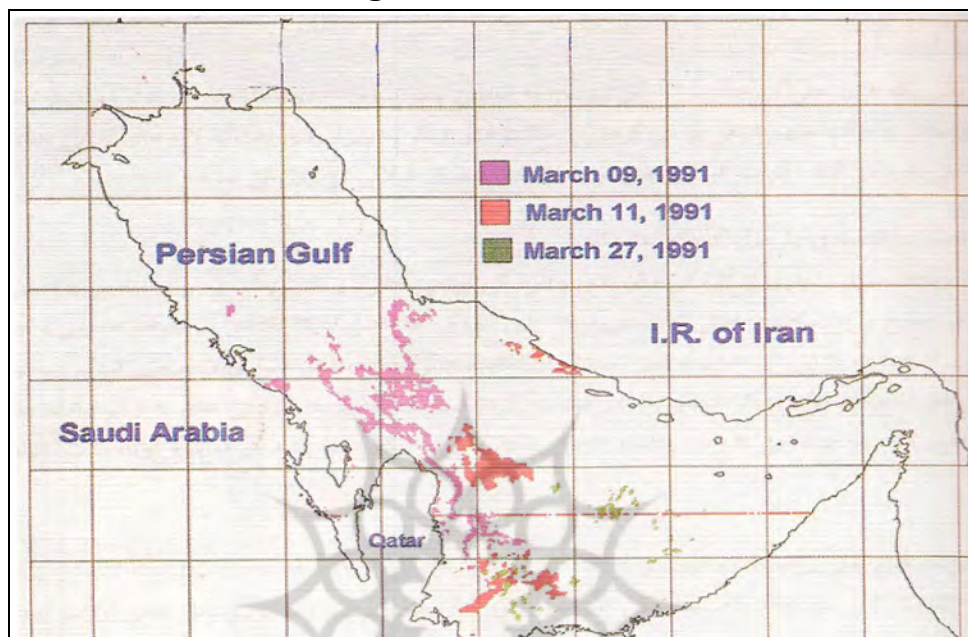 March 09, 1991
March 11, 1991
March 27, 1991
Persian Gulf
I.R. of Iran
Saudi Arabia
Qatar